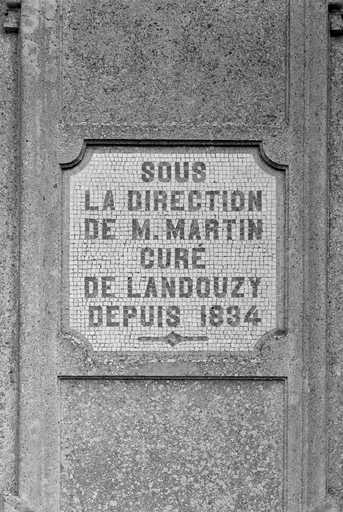 SOUS
LA DIRECTION
DE M. MARTIN
CURÉ
DE LANDOUZY
DEPUIS 1834